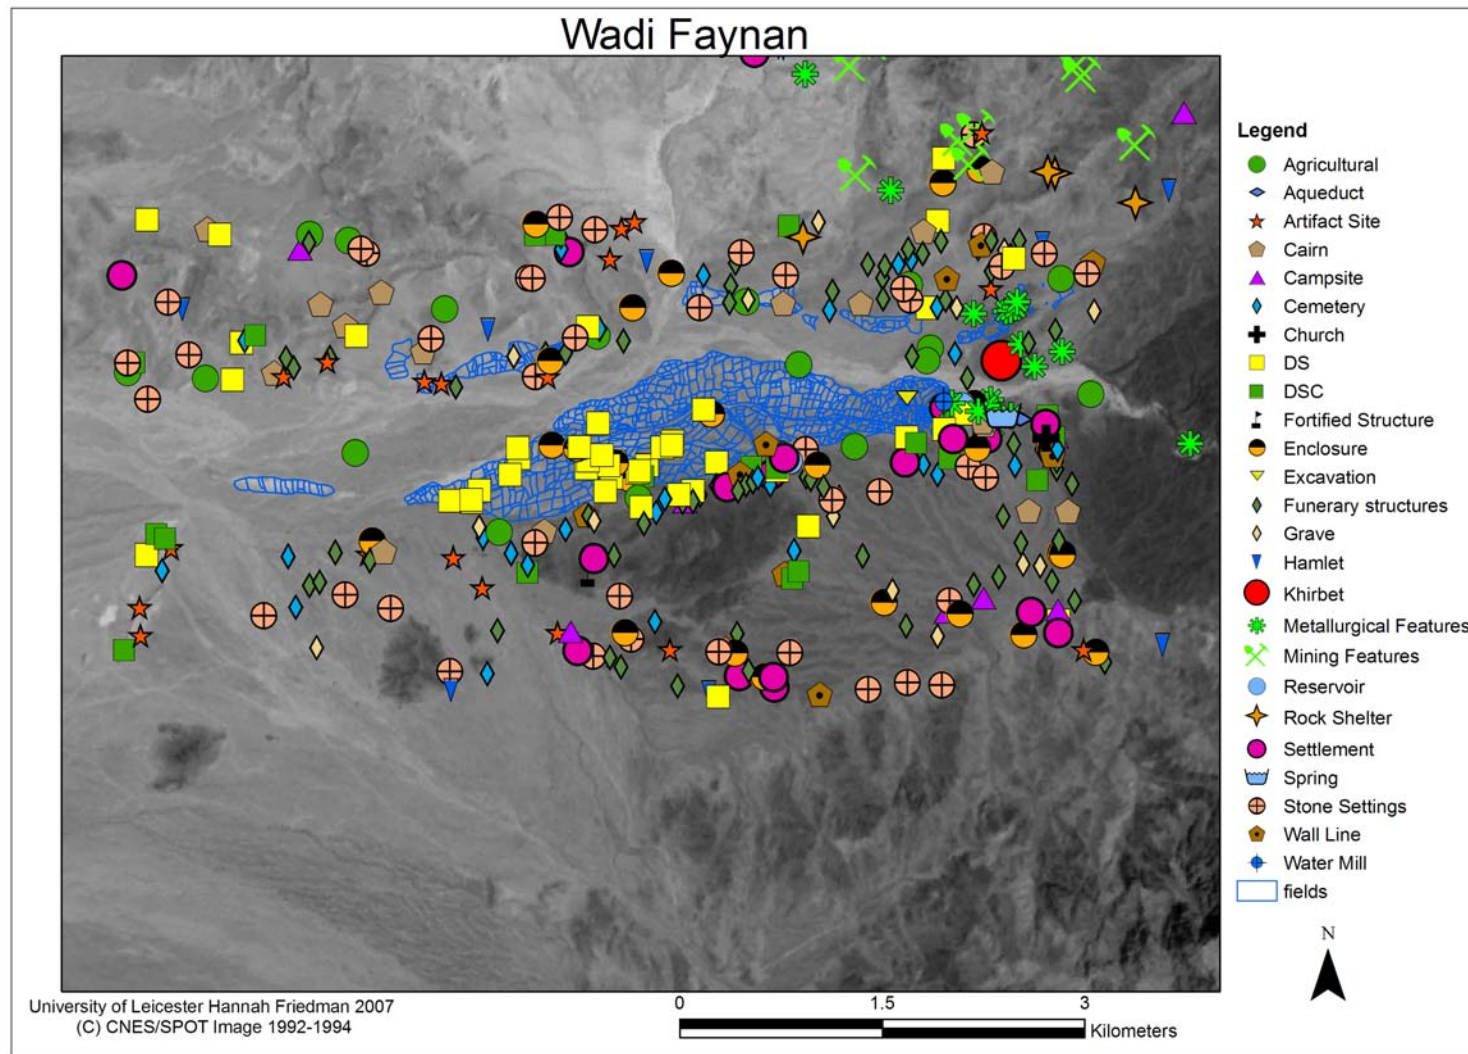 Wadi Faynan
Legend
Agricultural
Aqueduct
Artifact Site
Cairn
Campsite
Cemetery
Church
DS
DSC
Fortified Structure
Enclosure
Excavation
Funerary structures
Grave
Hamlet
Khirbet
Metallurgical Features
Mining Features
Reservoir
Rock Shelter
Settlement
Spring
Stone Settings
Wall Line
Water Mill
fields
N
University of Leicester Hannah Friedman 2007
(C) CNES/SPOT Image 1992-1994
0 1.5 3
Kilometers